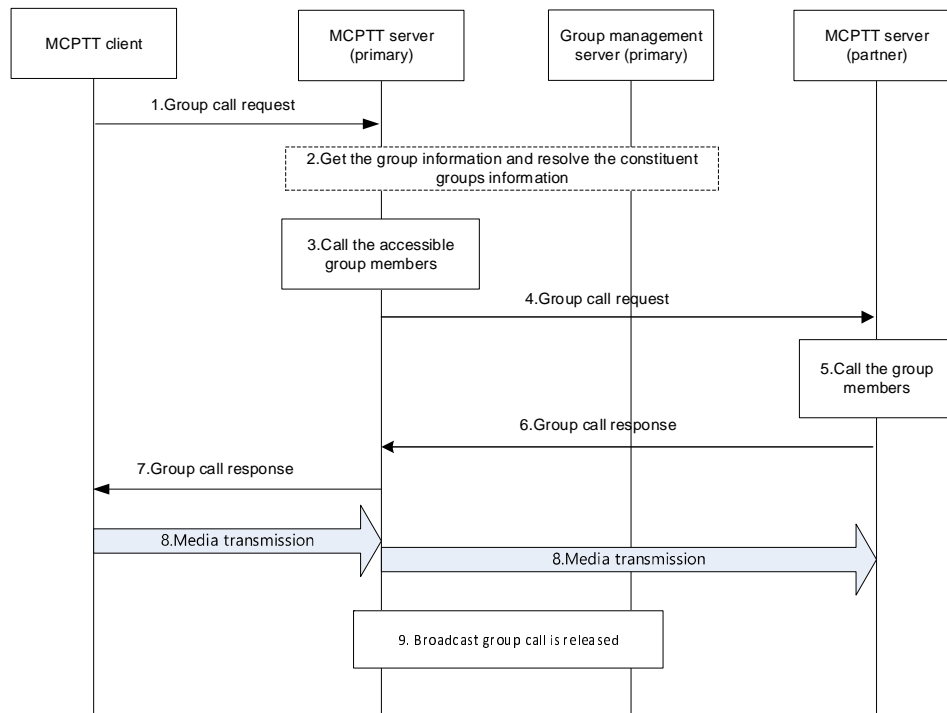 MCPTT client
MCPTT server
(primary)
Group management
server (primary)
MCPTT server
(partner)
1.Group call request
2.Get the group information and resolve the constituent
groups information
3.Call the accessible
group members
4.Group call request
5.Call the group
members
6.Group call response
7.Group call response
8.Media transmission
8.Media transmission
9. Broadcast group call is released